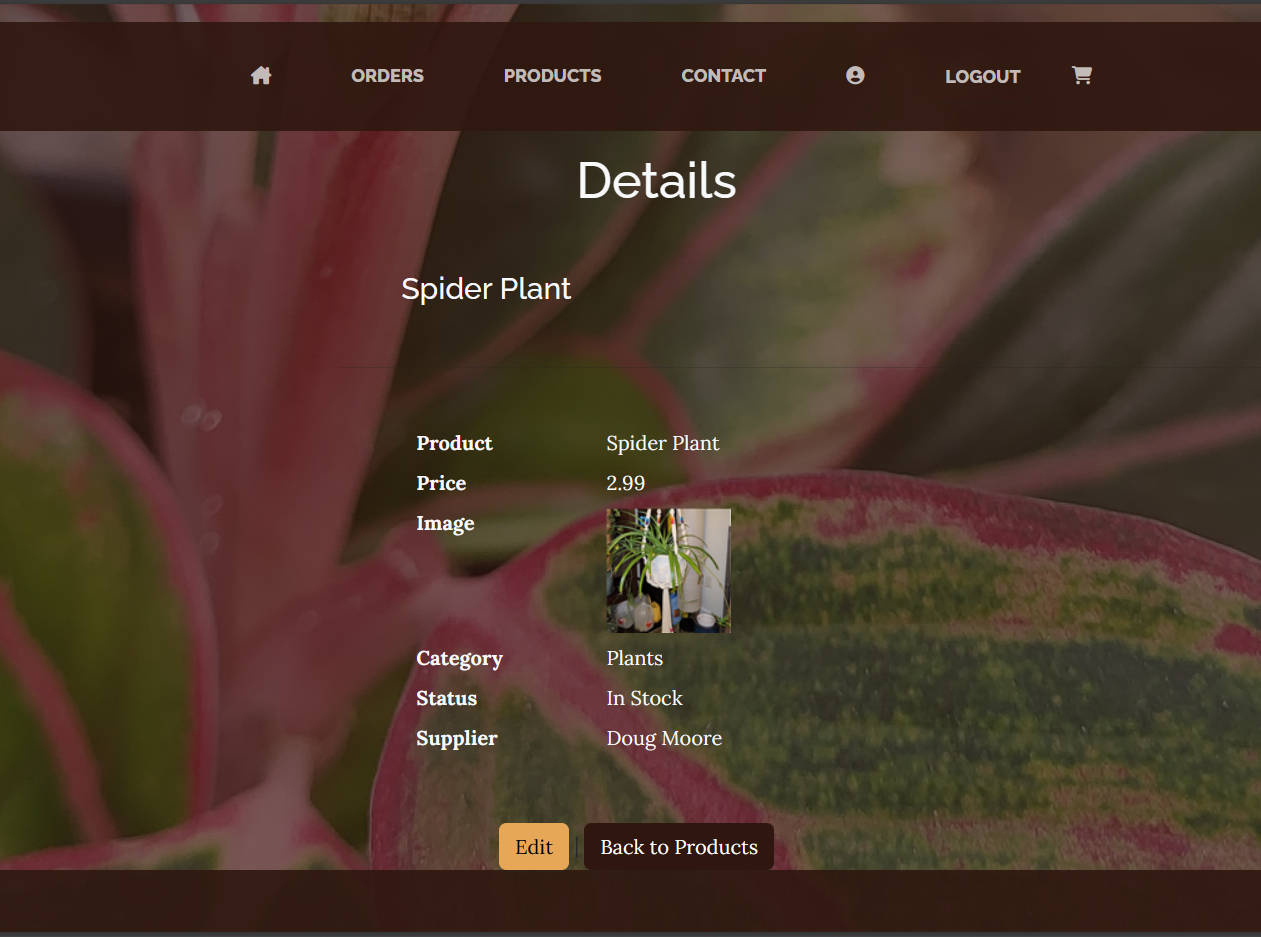 ORDERS PRODUCTS CONTACT LOGOUT
Details
Spider Plant
Product Spider Plant
Price 2.99
Image
Category Plants
Status In Stock
Supplier Doug Moore
Edit | Back to Products